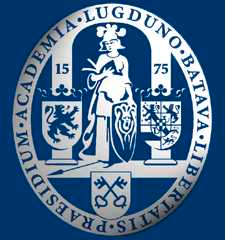 ACADEMIA · LUGDUNO · BATAVA · LIBERTATIS · PRAESIDIUM ·
15 75